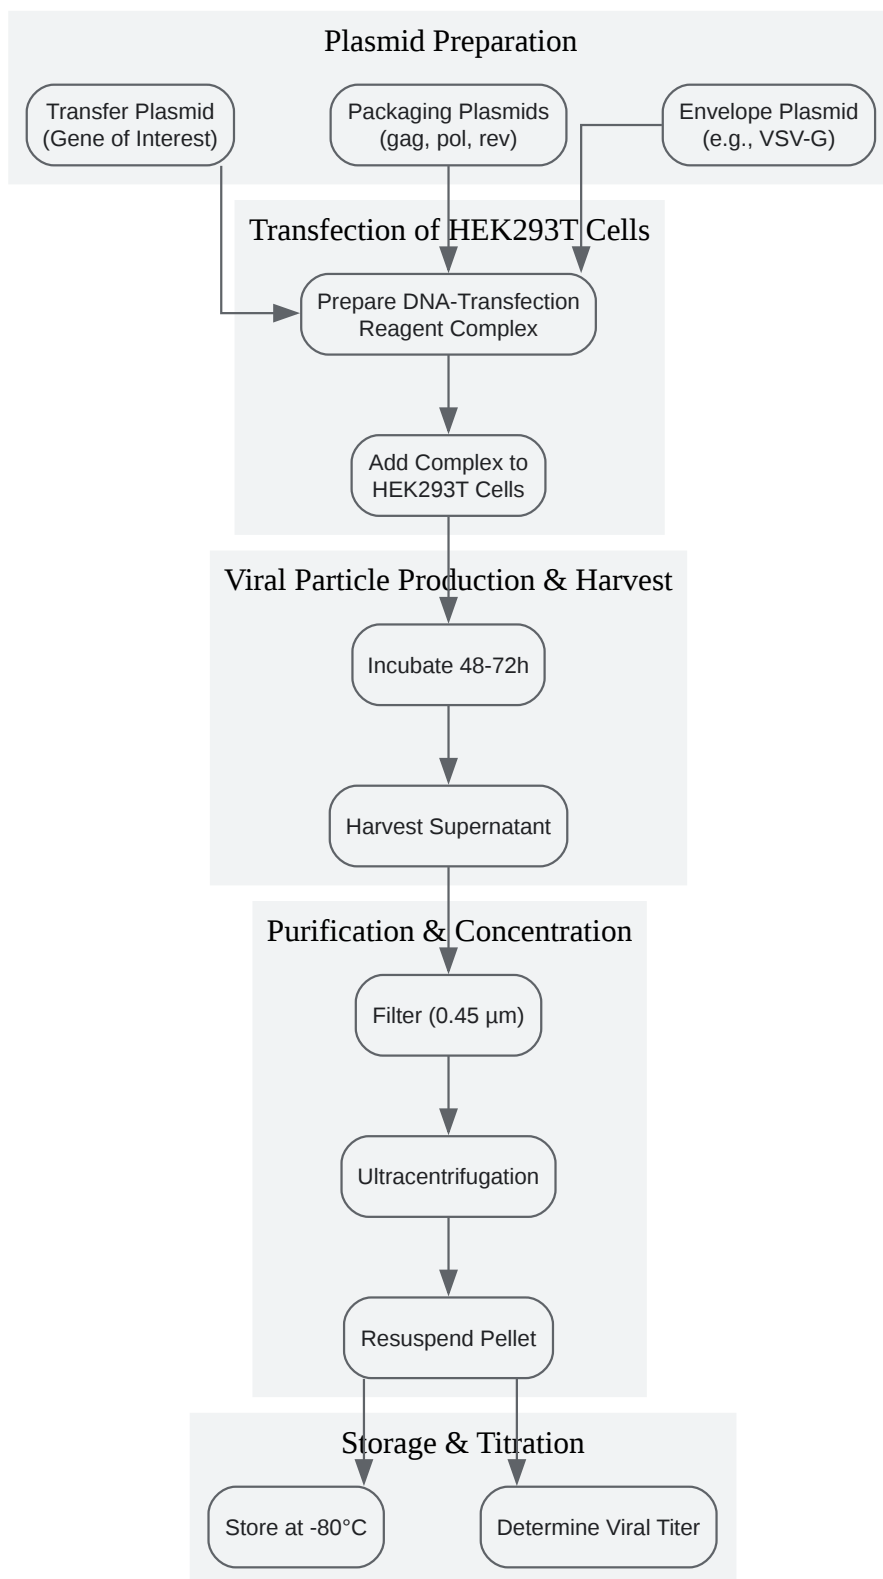 Plasmid Preparation
Transfer Plasmid
(Gene of Interest)
Packaging Plasmids
(gag, pol, rev)
Envelope Plasmid
(e.g., VSV-G)
Transfection of HEK293T Cells
Prepare DNA-Transfection
Reagent Complex
Add Complex to
HEK293T Cells
Viral Particle Production & Harvest
Incubate 48-72h
Harvest Supernatant
Purification & Concentration
Filter (0.45 µm)
Ultracentrifugation
Resuspend Pellet
Storage & Titration
Store at -80°C
Determine Viral Titer